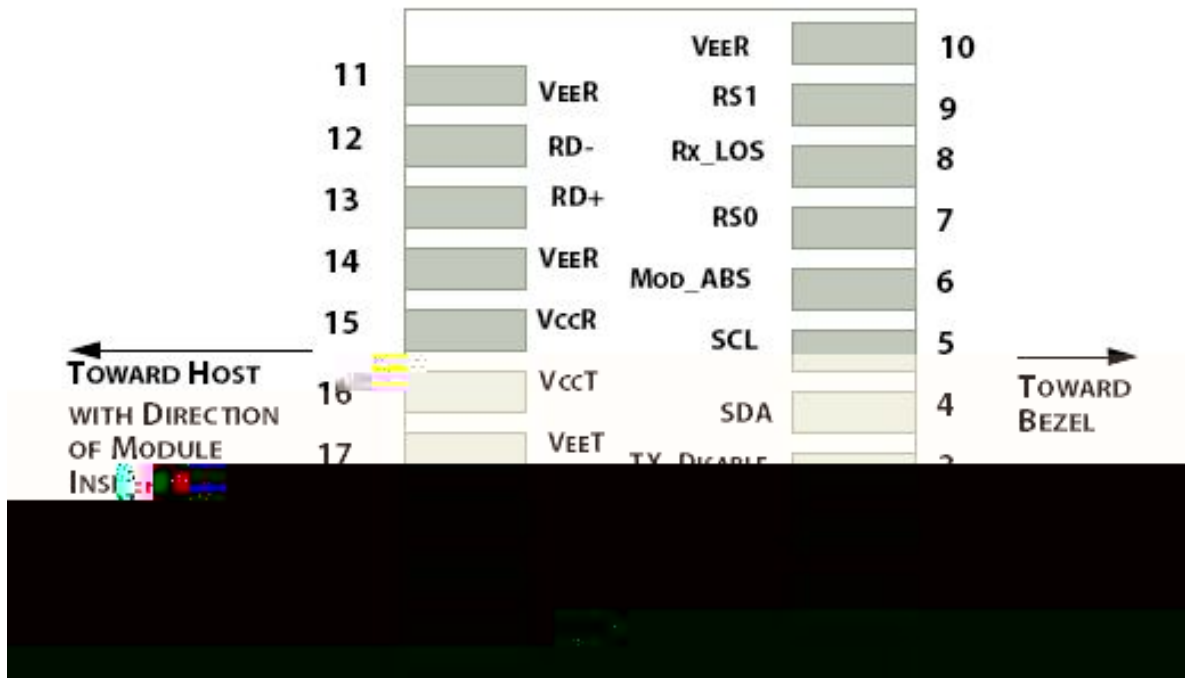 VEER 10
11 VEER
RS1 9
12 RD-
Rx_LOS 8
13 RD+
RS0 7
14 VEER
MOD_ABS 6
15 VCCR
SCL 5
TOWARD HOST
WITH DIRECTION
OF MODULE
16 VCCT
SDA 4
TOWARD
BEZEL
17 VEET
TX_DISABLE